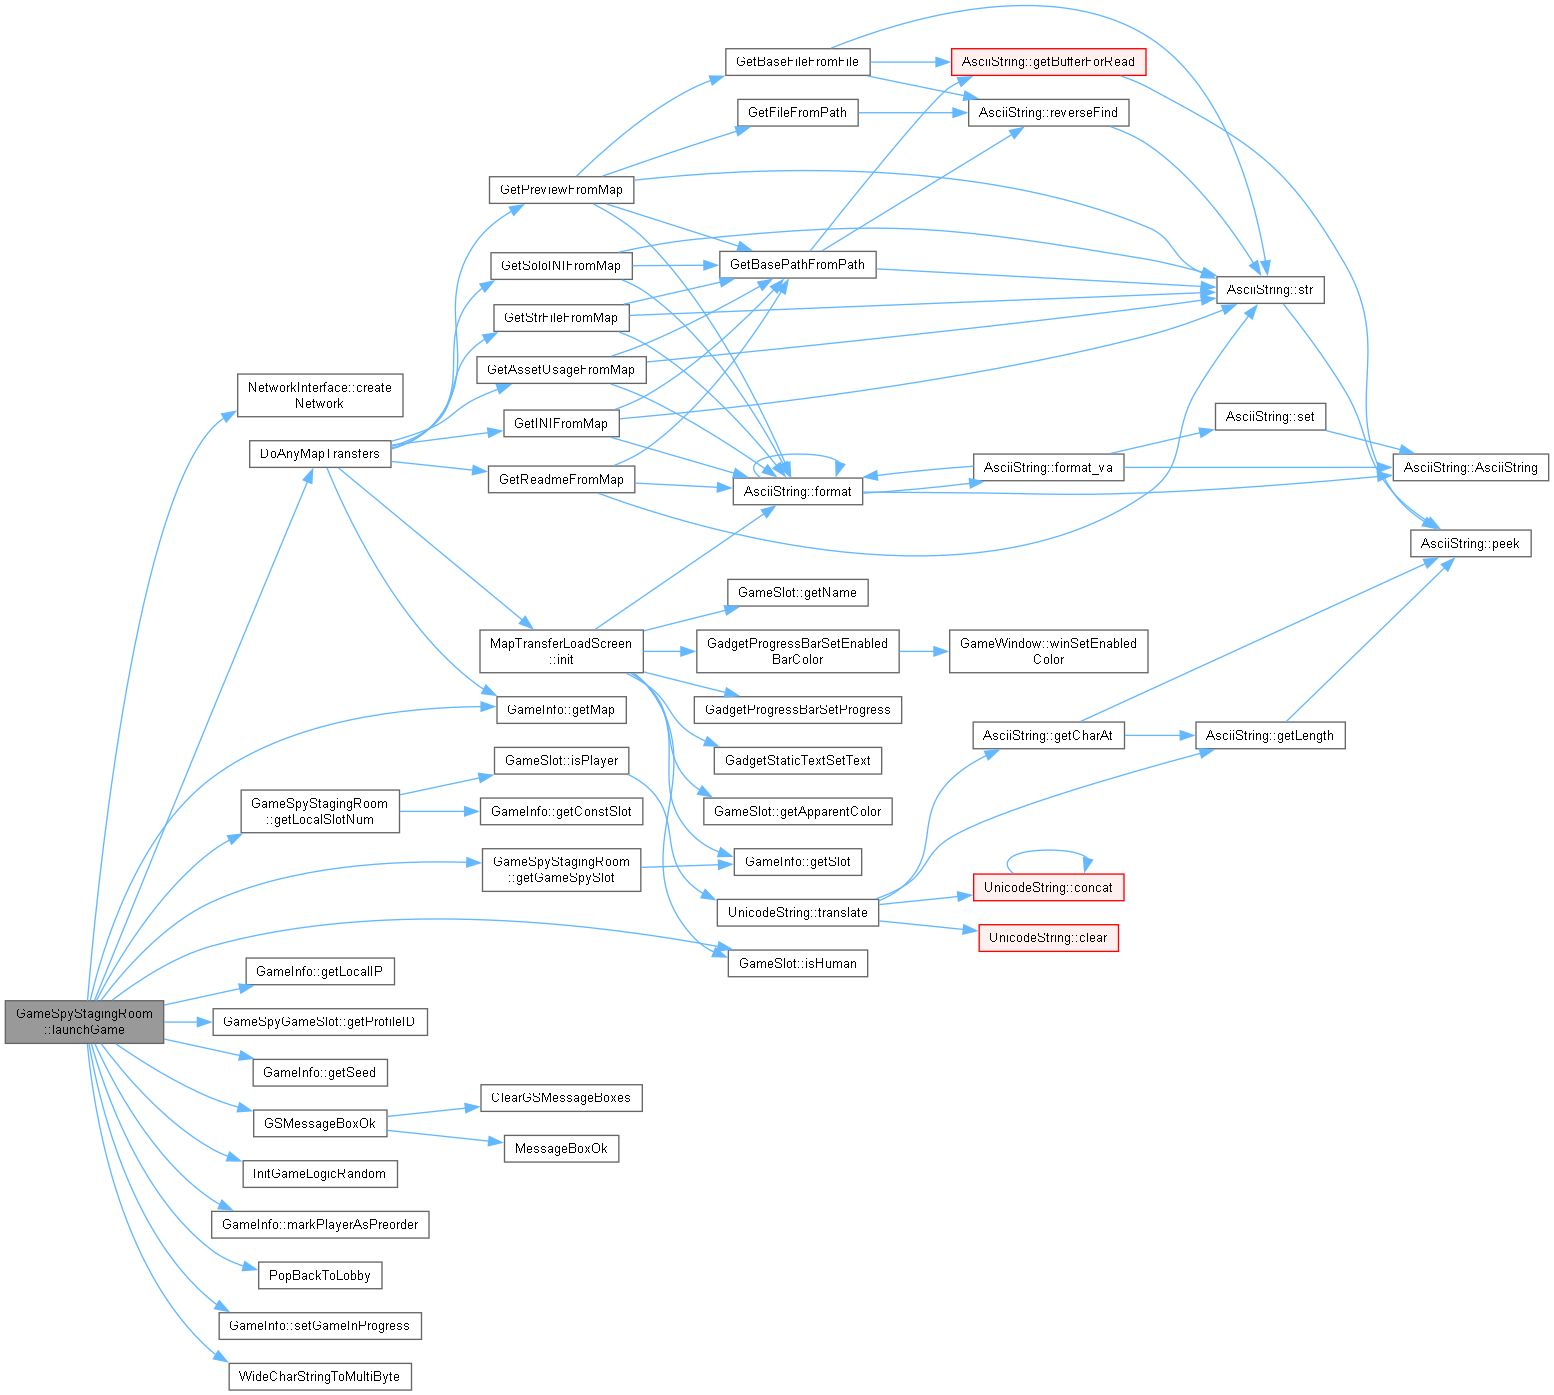 GetBaseFileFromFile
AsciiString::getBufferForRead
GetFileFromPath
AsciiString::reverseFind
GetPreviewFromMap
GetSoloINIFromMap
GetBasePathFromPath
AsciiString::str
GetStrFileFromMap
GetAssetUsageFromMap
NetworkInterface::create
Network
GetINIFromMap
AsciiString::set
DoAnyMapTransfers
AsciiString::format_va
AsciiString::AsciiString
GetReadmeFromMap
AsciiString::format
AsciiString::peek
GameSlot::getName
MapTransferLoadScreen
::init
GadgetProgressBarSetEnabled
BarColor
GameWindow::winSetEnabled
Color
GameInfo::getMap
GadgetProgressBarSetProgress
AsciiString::getCharAt
AsciiString::getLength
GameSlot::isPlayer
GadgetStaticTextSetText
GameSpyStagingRoom
::getLocalSlotNum
GameInfo::getConstSlot
GameSlot::getApparentColor
GameSpyStagingRoom
::getGameSpySlot
GameInfo::getSlot
UnicodeString::concat
UnicodeString::translate
UnicodeString::clear
GameSlot::isHuman
GameInfo::getLocalIP
GameSpyStagingRoom
::launchGame
GameSpyGameSlot::getProfileID
GameInfo::getSeed
ClearGSMessageBoxes
GSMessageBoxOk
MessageBoxOk
InitGameLogicRandom
GameInfo::markPlayerAsPreorder
PopBackToLobby
GameInfo::setGameInProgress
WideCharStringToMultiByte